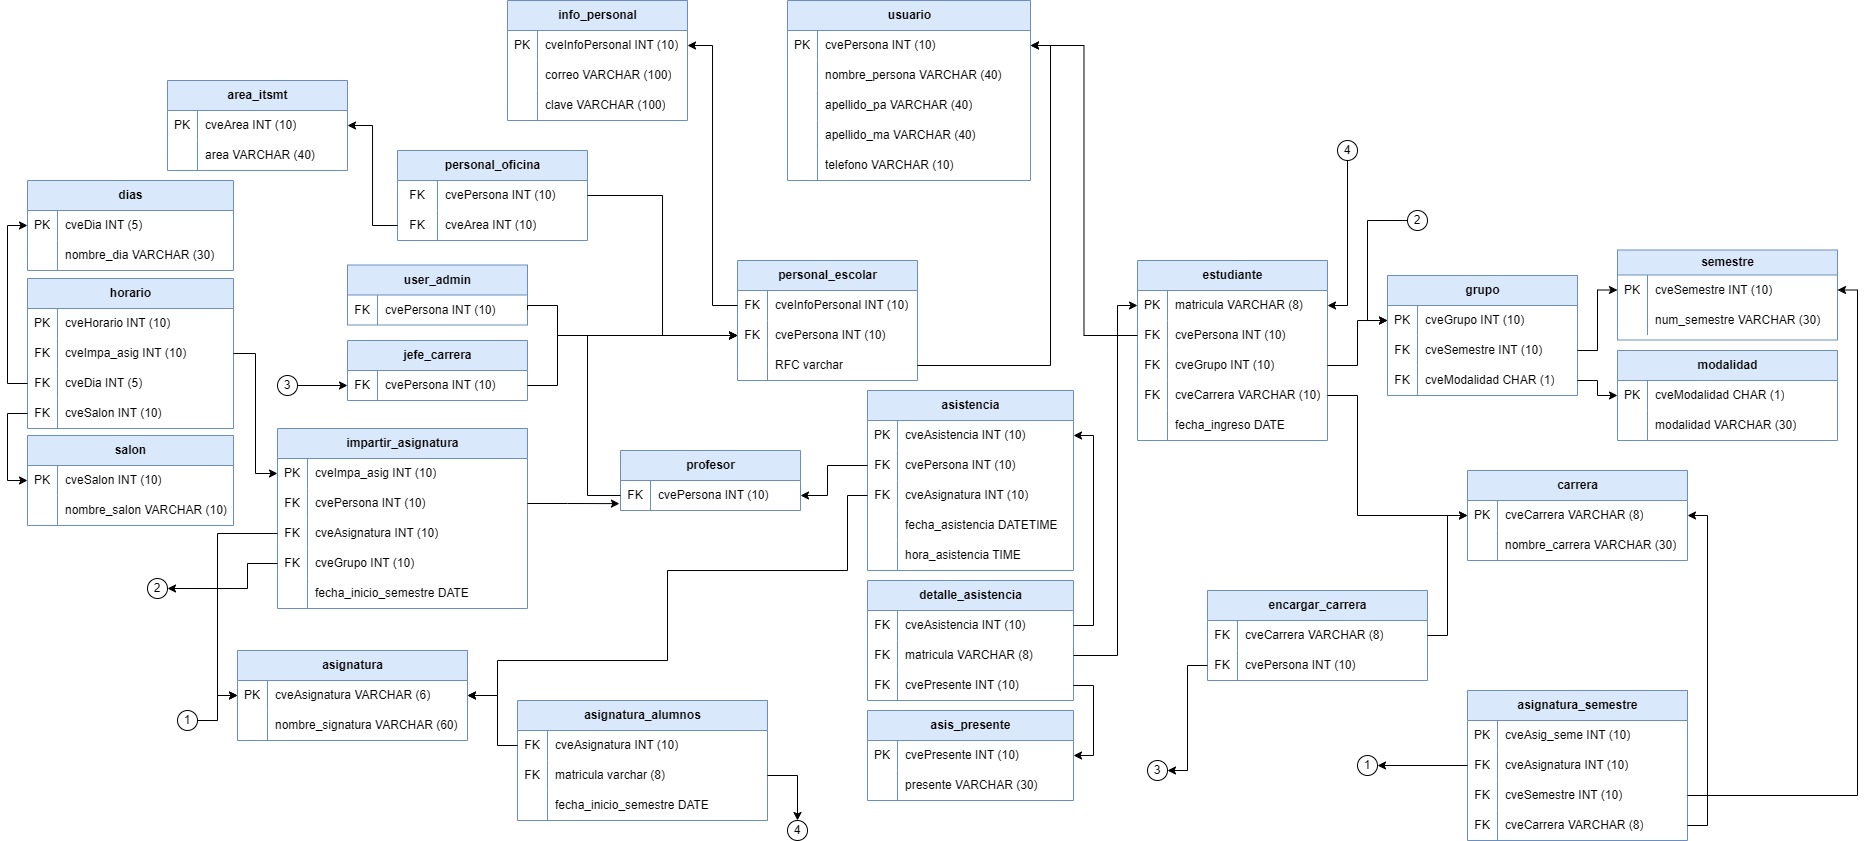 info_personal
PK cveInfoPersonal INT (10)
correo VARCHAR (100)
clave VARCHAR (100)
usuario
PK cvePersona INT (10)
nombre_persona VARCHAR (40)
apellido_pa VARCHAR (40)
apellido_ma VARCHAR (40)
telefono VARCHAR (10)
area_itsmt
PK cveArea INT (10)
area VARCHAR (40)
personal_oficina
FK cvePersona INT (10)
FK cveArea INT (10)
dias
PK cveDia INT (5)
nombre_dia VARCHAR (30)
horario
PK cveHorario INT (10)
FK cveImpa_asig INT (10)
FK cveDia INT (5)
FK cveSalon INT (10)
salon
PK cveSalon INT (10)
nombre_salon VARCHAR (10)
user_admin
FK cvePersona INT (10)
jefe_carrera
FK cvePersona INT (10)
3
personal_escolar
FK cveInfoPersonal INT (10)
FK cvePersona INT (10)
RFC varchar
4
2
estudiante
PK matricula VARCHAR (8)
FK cvePersona INT (10)
FK cveGrupo INT (10)
FK cveCarrera VARCHAR (10)
fecha_ingreso DATE
grupo
PK cveGrupo INT (10)
FK cveSemestre INT (10)
FK cveModalidad CHAR (1)
semestre
PK cveSemestre INT (10)
num_semestre VARCHAR (30)
modalidad
PK cveModalidad CHAR (1)
modalidad VARCHAR (30)
impartir_asignatura
PK cveImpa_asig INT (10)
FK cvePersona INT (10)
FK cveAsignatura INT (10)
FK cveGrupo INT (10)
fecha_inicio_semestre DATE
2
profesor
FK cvePersona INT (10)
asistencia
PK cveAsistencia INT (10)
FK cvePersona INT (10)
FK cveAsignatura INT (10)
fecha_asistencia DATETIME
hora_asistencia TIME
detalle_asistencia
FK cveAsistencia INT (10)
FK matricula VARCHAR (8)
FK cvePresente INT (10)
asis_presente
PK cvePresente INT (10)
presente VARCHAR (30)
carrera
PK cveCarrera VARCHAR (8)
nombre_carrera VARCHAR (30)
encargar_carrera
FK cveCarrera VARCHAR (8)
FK cvePersona INT (10)
3
asignatura
PK cveAsignatura VARCHAR (6)
nombre_signatura VARCHAR (60)
1
asignatura_alumnos
FK cveAsignatura INT (10)
FK matricula varchar (8)
fecha_inicio_semestre DATE
4
asignatura_semestre
PK cveAsig_seme INT (10)
FK cveAsignatura INT (10)
FK cveSemestre INT (10)
FK cveCarrera VARCHAR (8)
1